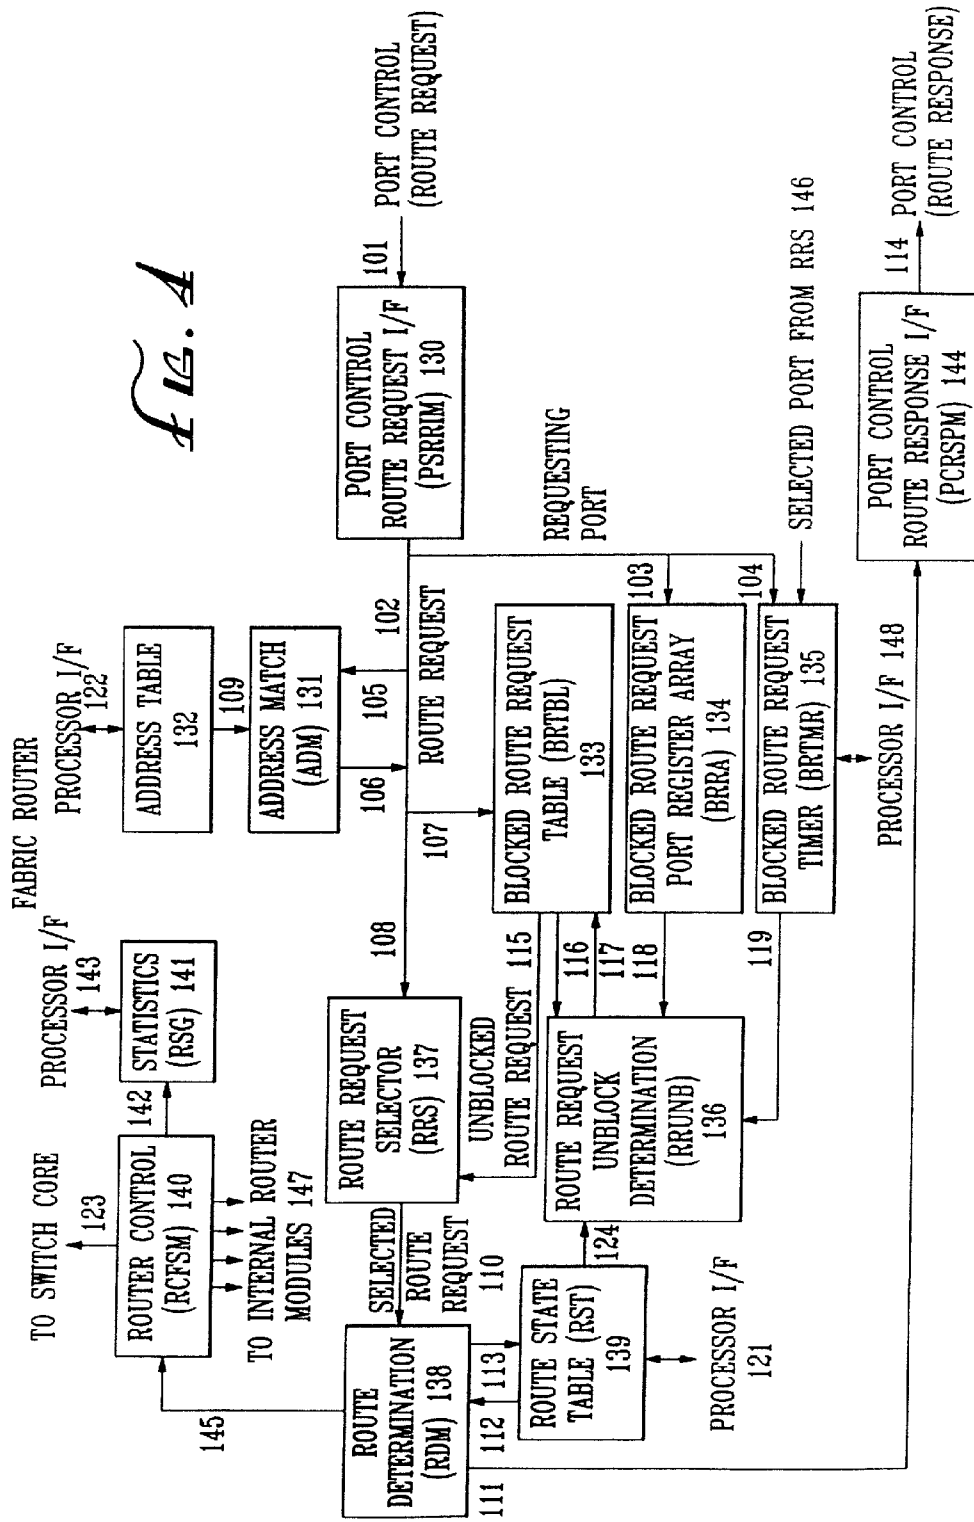 FIG. 4
FABRIC ROUTER
TO SWITCH CORE
123
PROCESSOR I/F
143
PROCESSOR I/F
122
ROUTER CONTROL
(RCFSM) 140
142
STATISTICS
(RSG) 141
ADDRESS TABLE
132
109
ADDRESS MATCH
(ADM) 131
TO INTERNAL ROUTER
MODULES 147
145
106
105
PORT CONTROL
ROUTE REQUEST I/F
(PSRRIM) 130
101
PORT CONTROL
(ROUTE REQUEST)
108
107
ROUTE REQUEST
102
ROUTE
DETERMINATION
(RDM) 138
SELECTED
ROUTE
REQUEST
110
ROUTE REQUEST
SELECTOR
(RRS) 137
UNBLOCKED
ROUTE REQUEST
115
BLOCKED ROUTE REQUEST
TABLE (BRTBL)
133
REQUESTING
PORT
116
117
103
111
112
113
ROUTE STATE
TABLE (RST)
139
124
ROUTE REQUEST
UNBLOCK
DETERMINATION
(RRUNB)
136
118
BLOCKED ROUTE REQUEST
PORT REGISTER ARRAY
(BRRA) 134
104
119
BLOCKED ROUTE REQUEST
TIMER (BRTMR) 135
SELECTED PORT FROM RRS 146
PROCESSOR I/F
121
PROCESSOR I/F 148
PORT CONTROL
ROUTE RESPONSE I/F
(PCRSPM) 144
114
PORT CONTROL
(ROUTE RESPONSE)